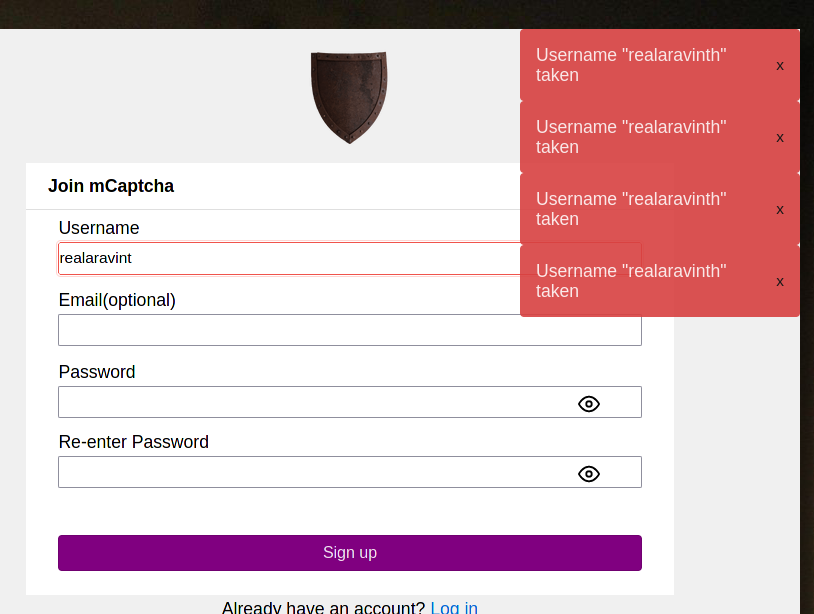 Username "realaravinth"
taken
x
Username "realaravinth"
taken
x
Username "realaravinth"
taken
x
Username "realaravinth"
taken
x
Join mCaptcha
Username
realaravint
Email(optional)
Password
Re-enter Password
Sign up
Already have an account? Log in